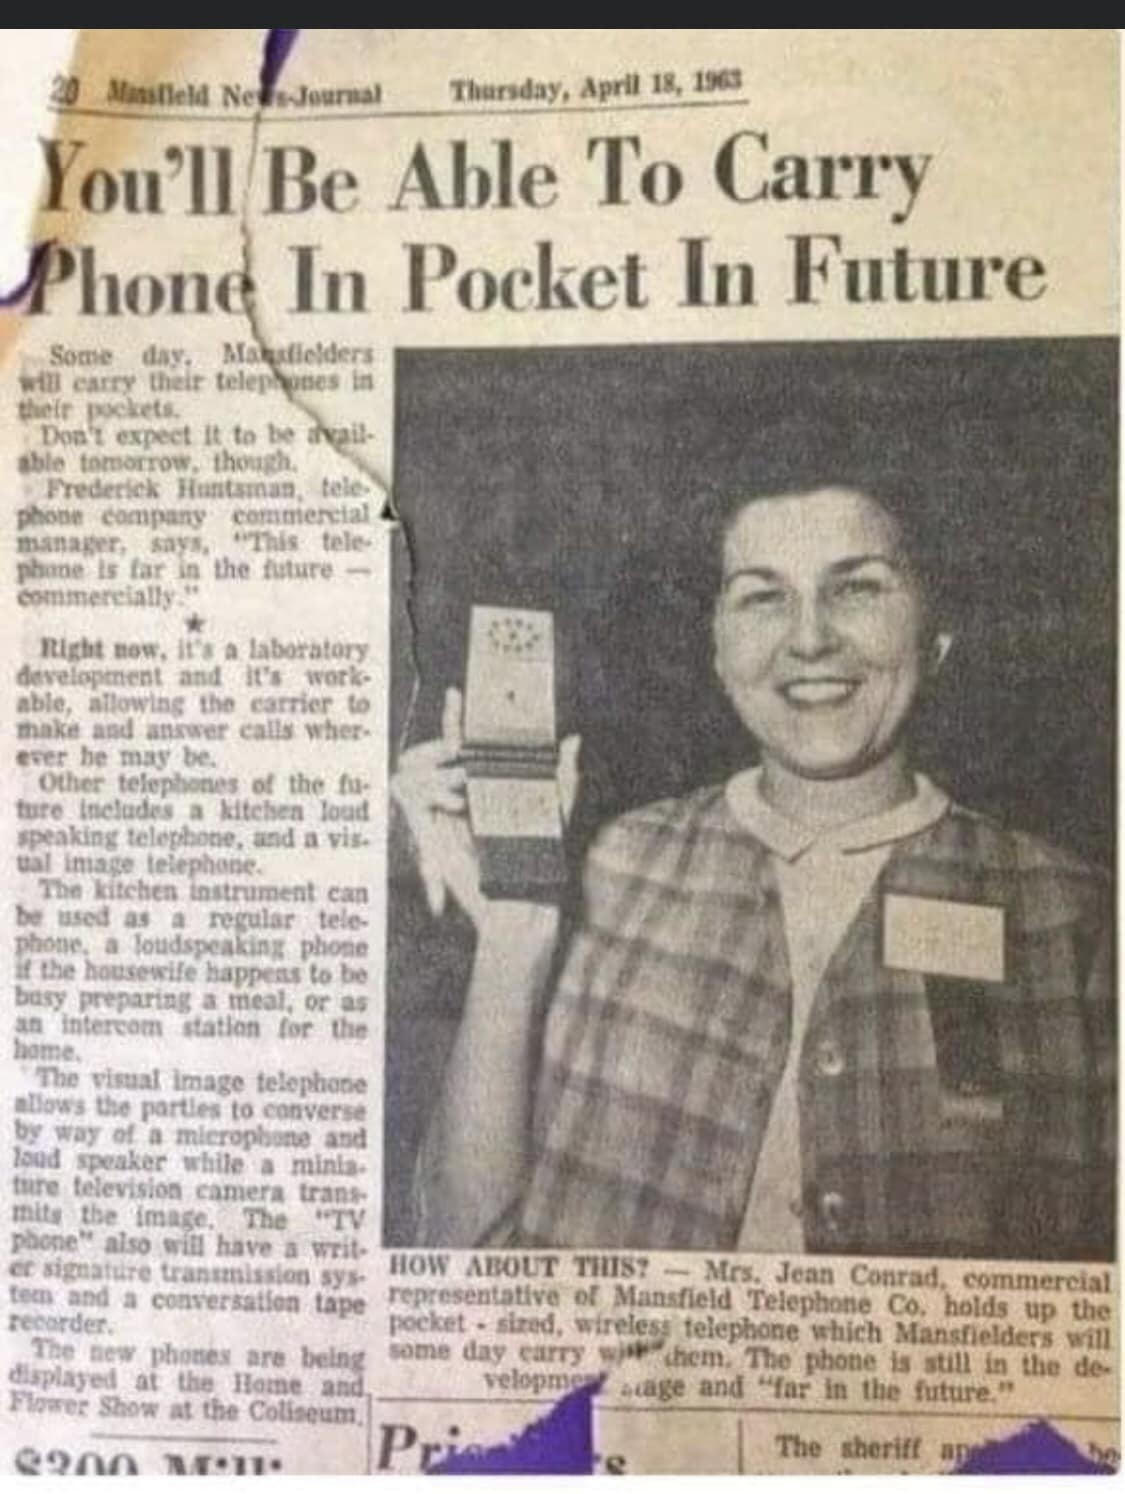 20 Mansfield News-Journal Thursday, April 18, 1963
You'll Be Able To Carry
Phone In Pocket In Future
Some day, Mansfielders
will carry their telephones in
their pockets.
Don't expect it to be avail-
able tomorrow, though.
Frederick Huntsman, tele-
phone company commercial
manager, says, "This tele-
phone is far in the future —
commercially."
★
Right now, it's a laboratory
development and it's work-
able, allowing the carrier to
make and answer calls wher-
ever he may be.
Other telephones of the fu-
ture includes a kitchen loud
speaking telephone, and a vis-
ual image telephone.
The kitchen instrument can
be used as a regular tele-
phone, a loudspeaking phone
if the housewife happens to be
busy preparing a meal, or as
an intercom station for the
home.
The visual image telephone
allows the parties to converse
by way of a microphone and
loud speaker while a minia-
ture television camera trans-
mits the image. The "TV
phone" also will have a writ-
er signature transmission sys-
tem and a conversation tape
recorder.
The new phones are being
displayed at the Home and
Flower Show at the Coliseum.
HOW ABOUT THIS? — Mrs. Jean Conrad, commercial
representative of Mansfield Telephone Co. holds up the
pocket - sized, wireless telephone which Mansfielders will
some day carry with them. The phone is still in the de-
velopment stage and "far in the future."
$300
The sheriff